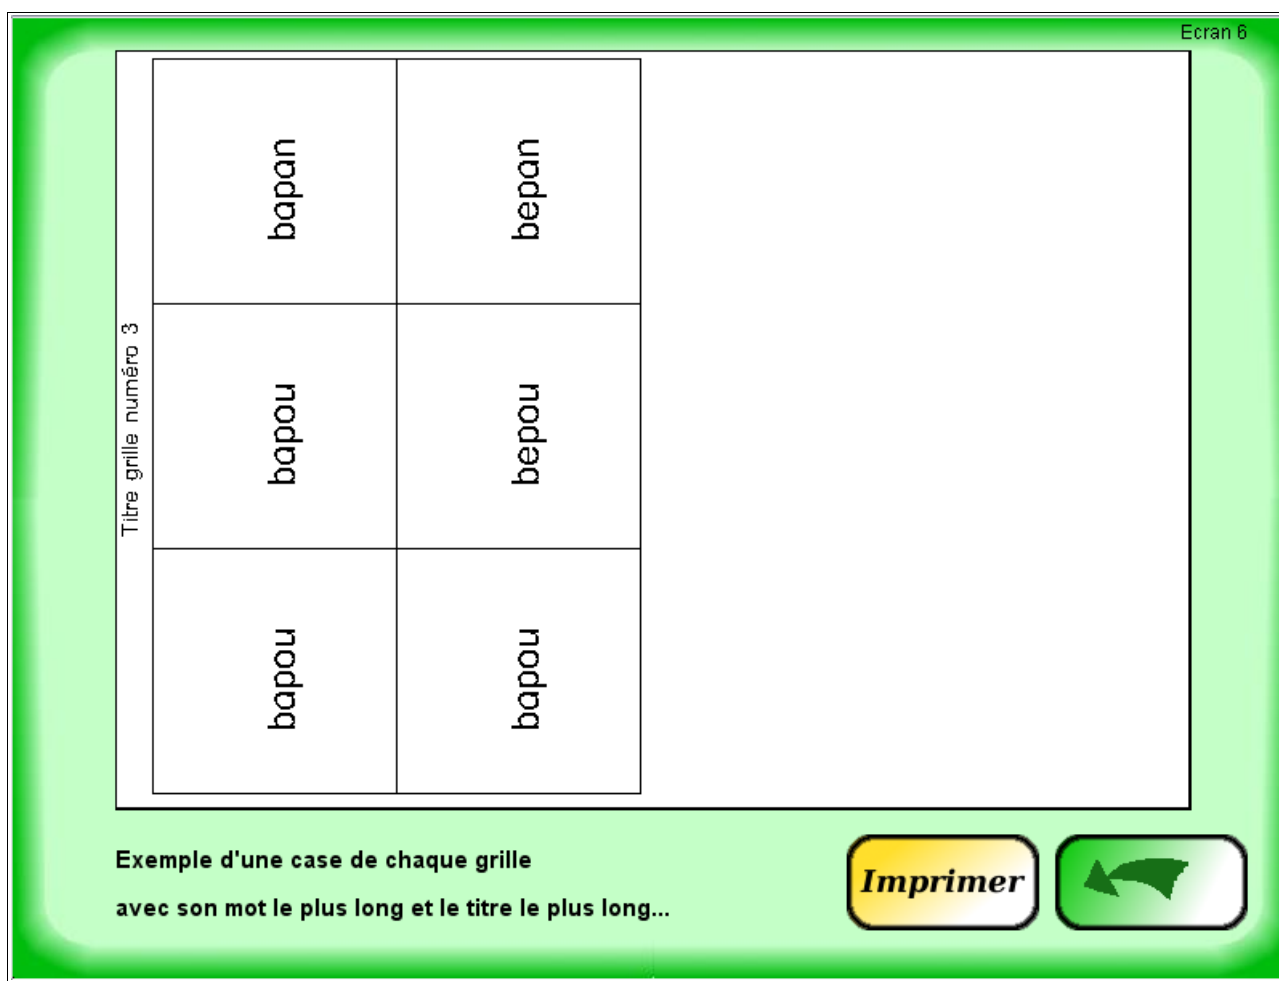 Ecran 6
Titre grille numéro 3
bapou bapou bapan
bapou bepou bepan
Exemple d'une case de chaque grille
avec son mot le plus long et le titre le plus long...
Imprimer